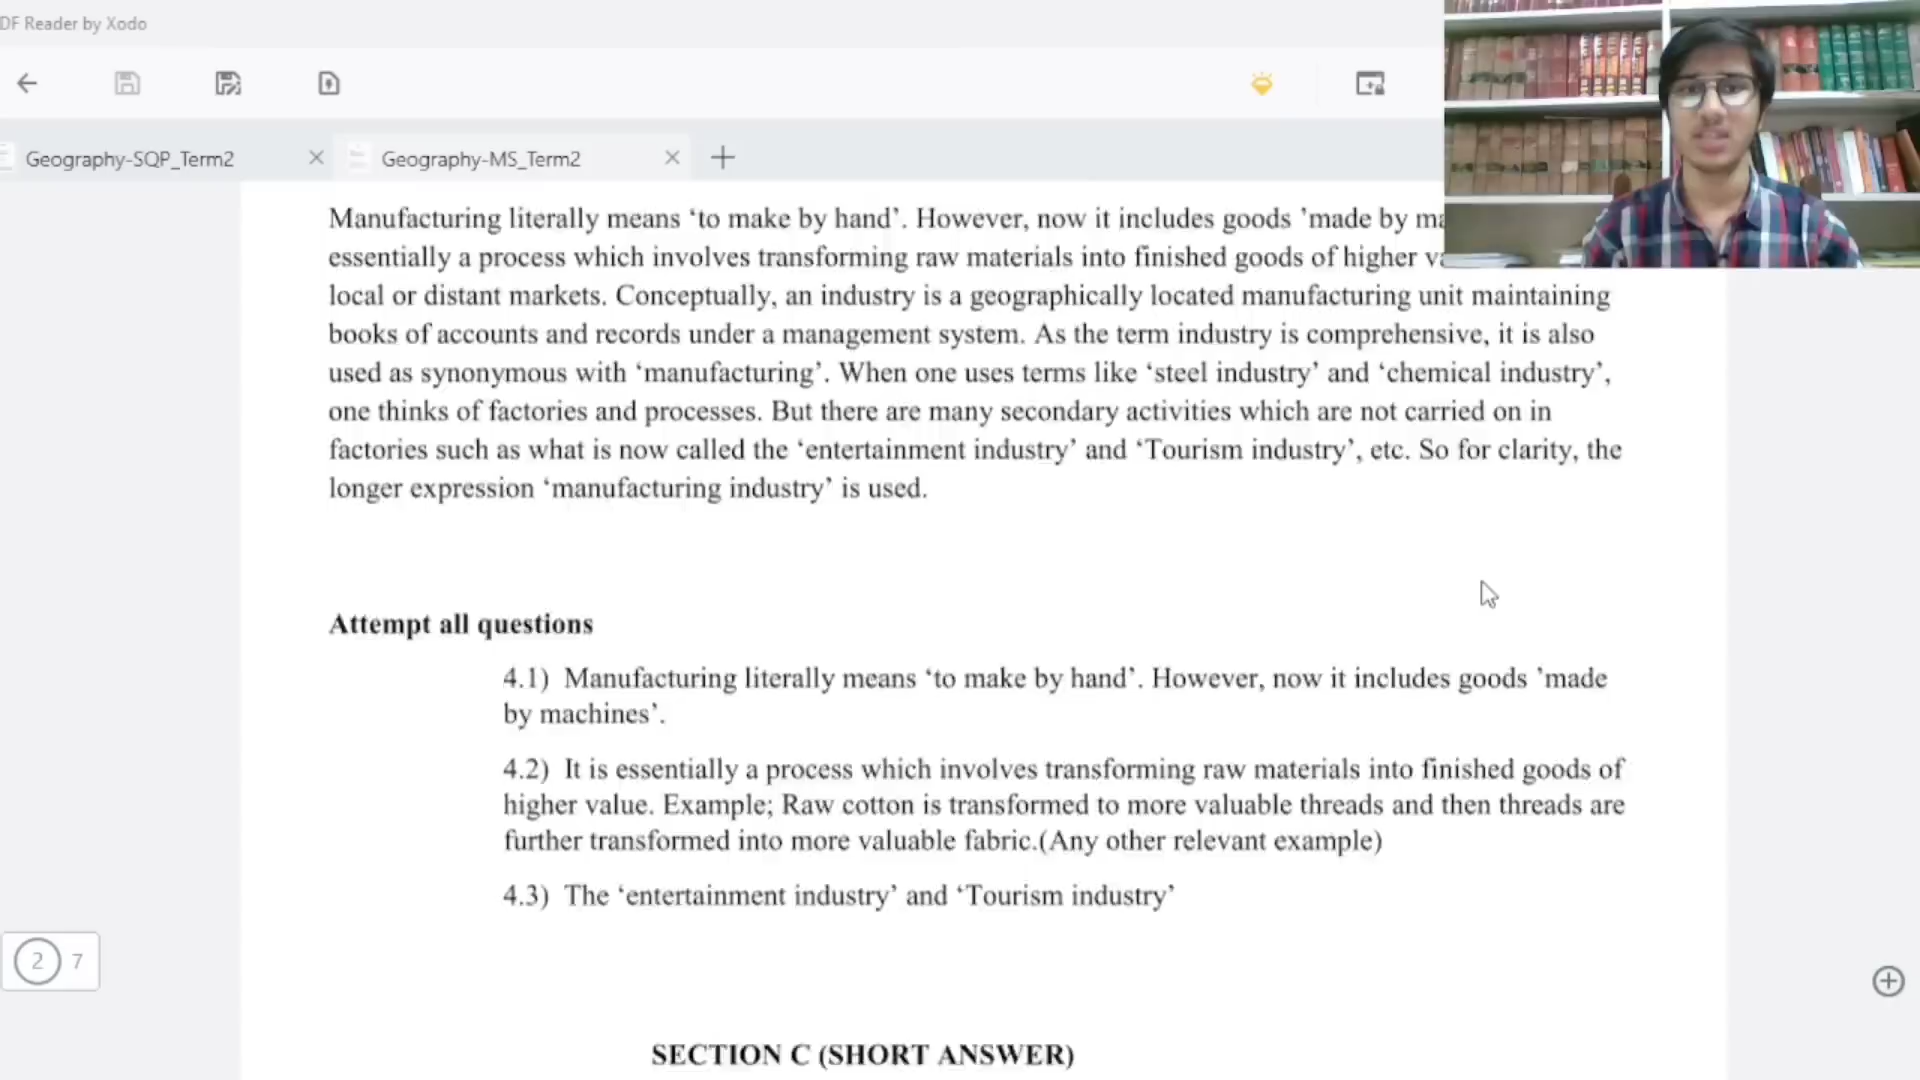 DF Reader by Xodo
Geography-SQP_Term2
Geography-MS_Term2
Manufacturing literally means ‘to make by hand’. However, now it includes goods ’made by
essentially a process which involves transforming raw materials into finished goods of higher
local or distant markets. Conceptually, an industry is a geographically located manufacturing unit maintaining
books of accounts and records under a management system. As the term industry is comprehensive, it is also
used as synonymous with ‘manufacturing’. When one uses terms like ‘steel industry’ and ‘chemical industry’,
one thinks of factories and processes. But there are many secondary activities which are not carried on in
factories such as what is now called the ‘entertainment industry’ and ‘Tourism industry’, etc. So for clarity, the
longer expression ‘manufacturing industry’ is used.
Attempt all questions
4.1) Manufacturing literally means ‘to make by hand’. However, now it includes goods ’made
by machines’.
4.2) It is essentially a process which involves transforming raw materials into finished goods of
higher value. Example; Raw cotton is transformed to more valuable threads and then threads are
further transformed into more valuable fabric.(Any other relevant example)
4.3) The ‘entertainment industry’ and ‘Tourism industry’
2 7
SECTION C (SHORT ANSWER)